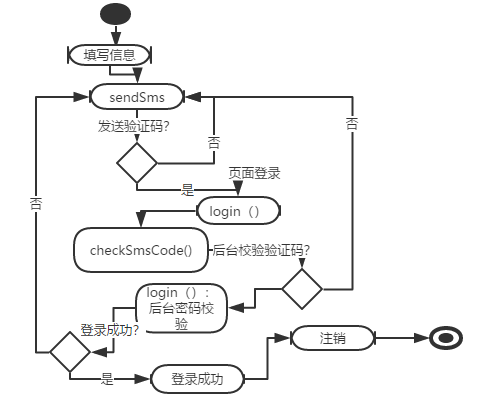 填写信息
sendSms
发送验证码？
否
否
是
页面登录
login（）
否
checkSmsCode()
后台校验验证码？
login（）：
后台密码校
验
登录成功？
注销
是
登录成功